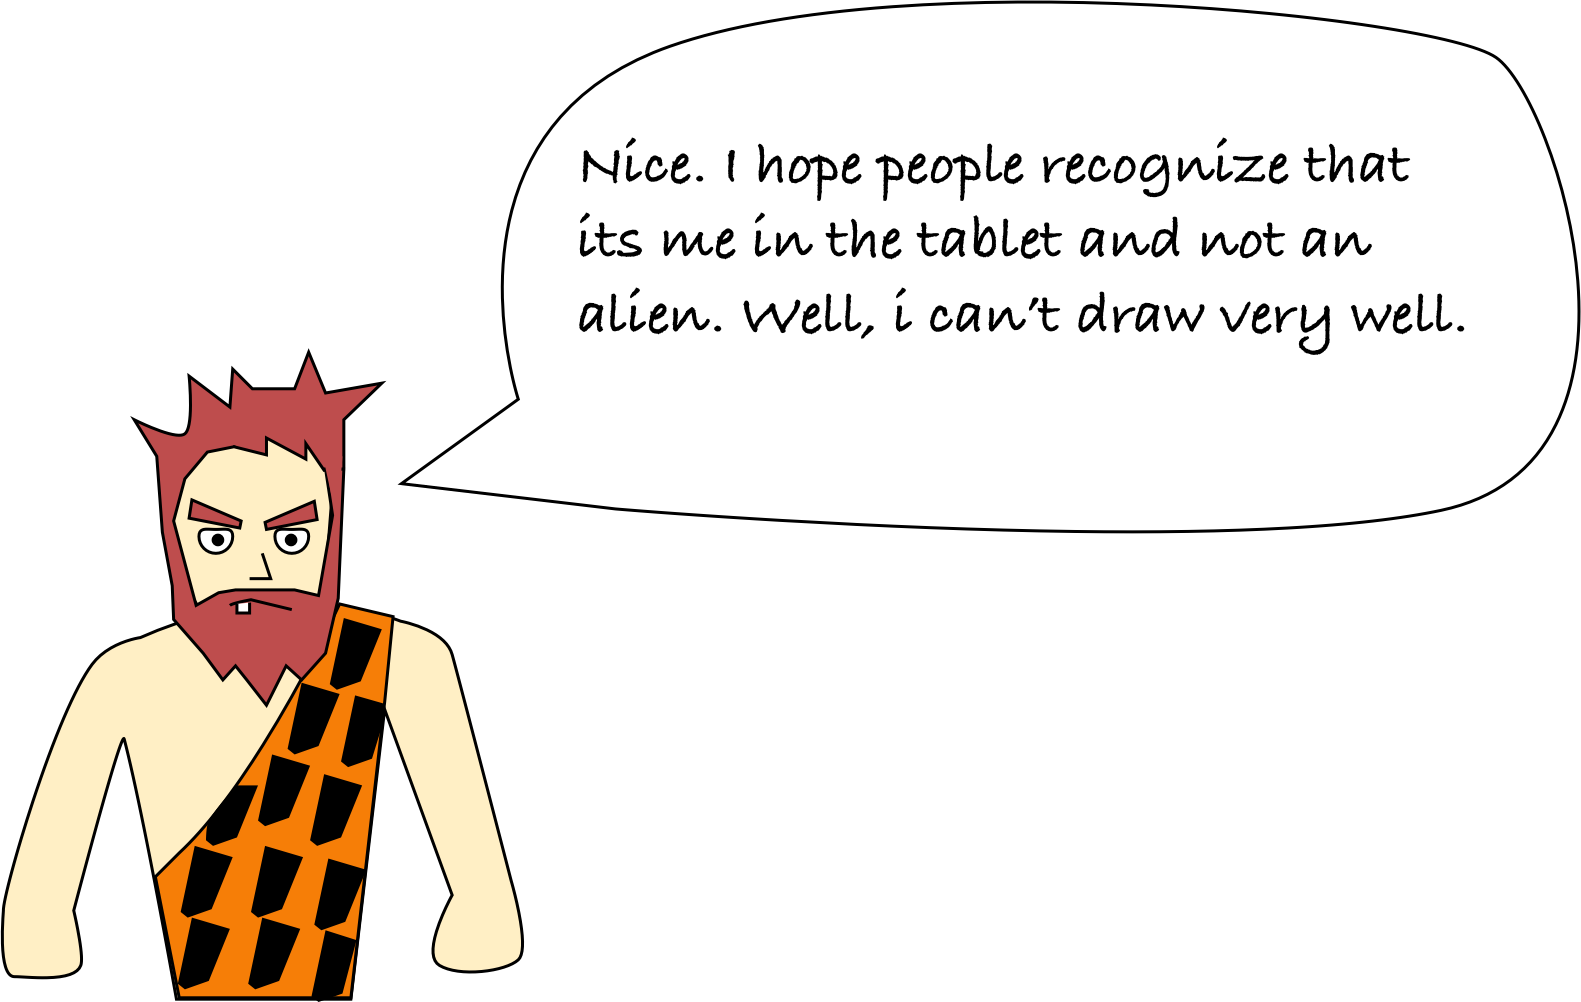 Nice. I hope people recognize that
its me in the tablet and not an
alien. Well, i can't draw very well.